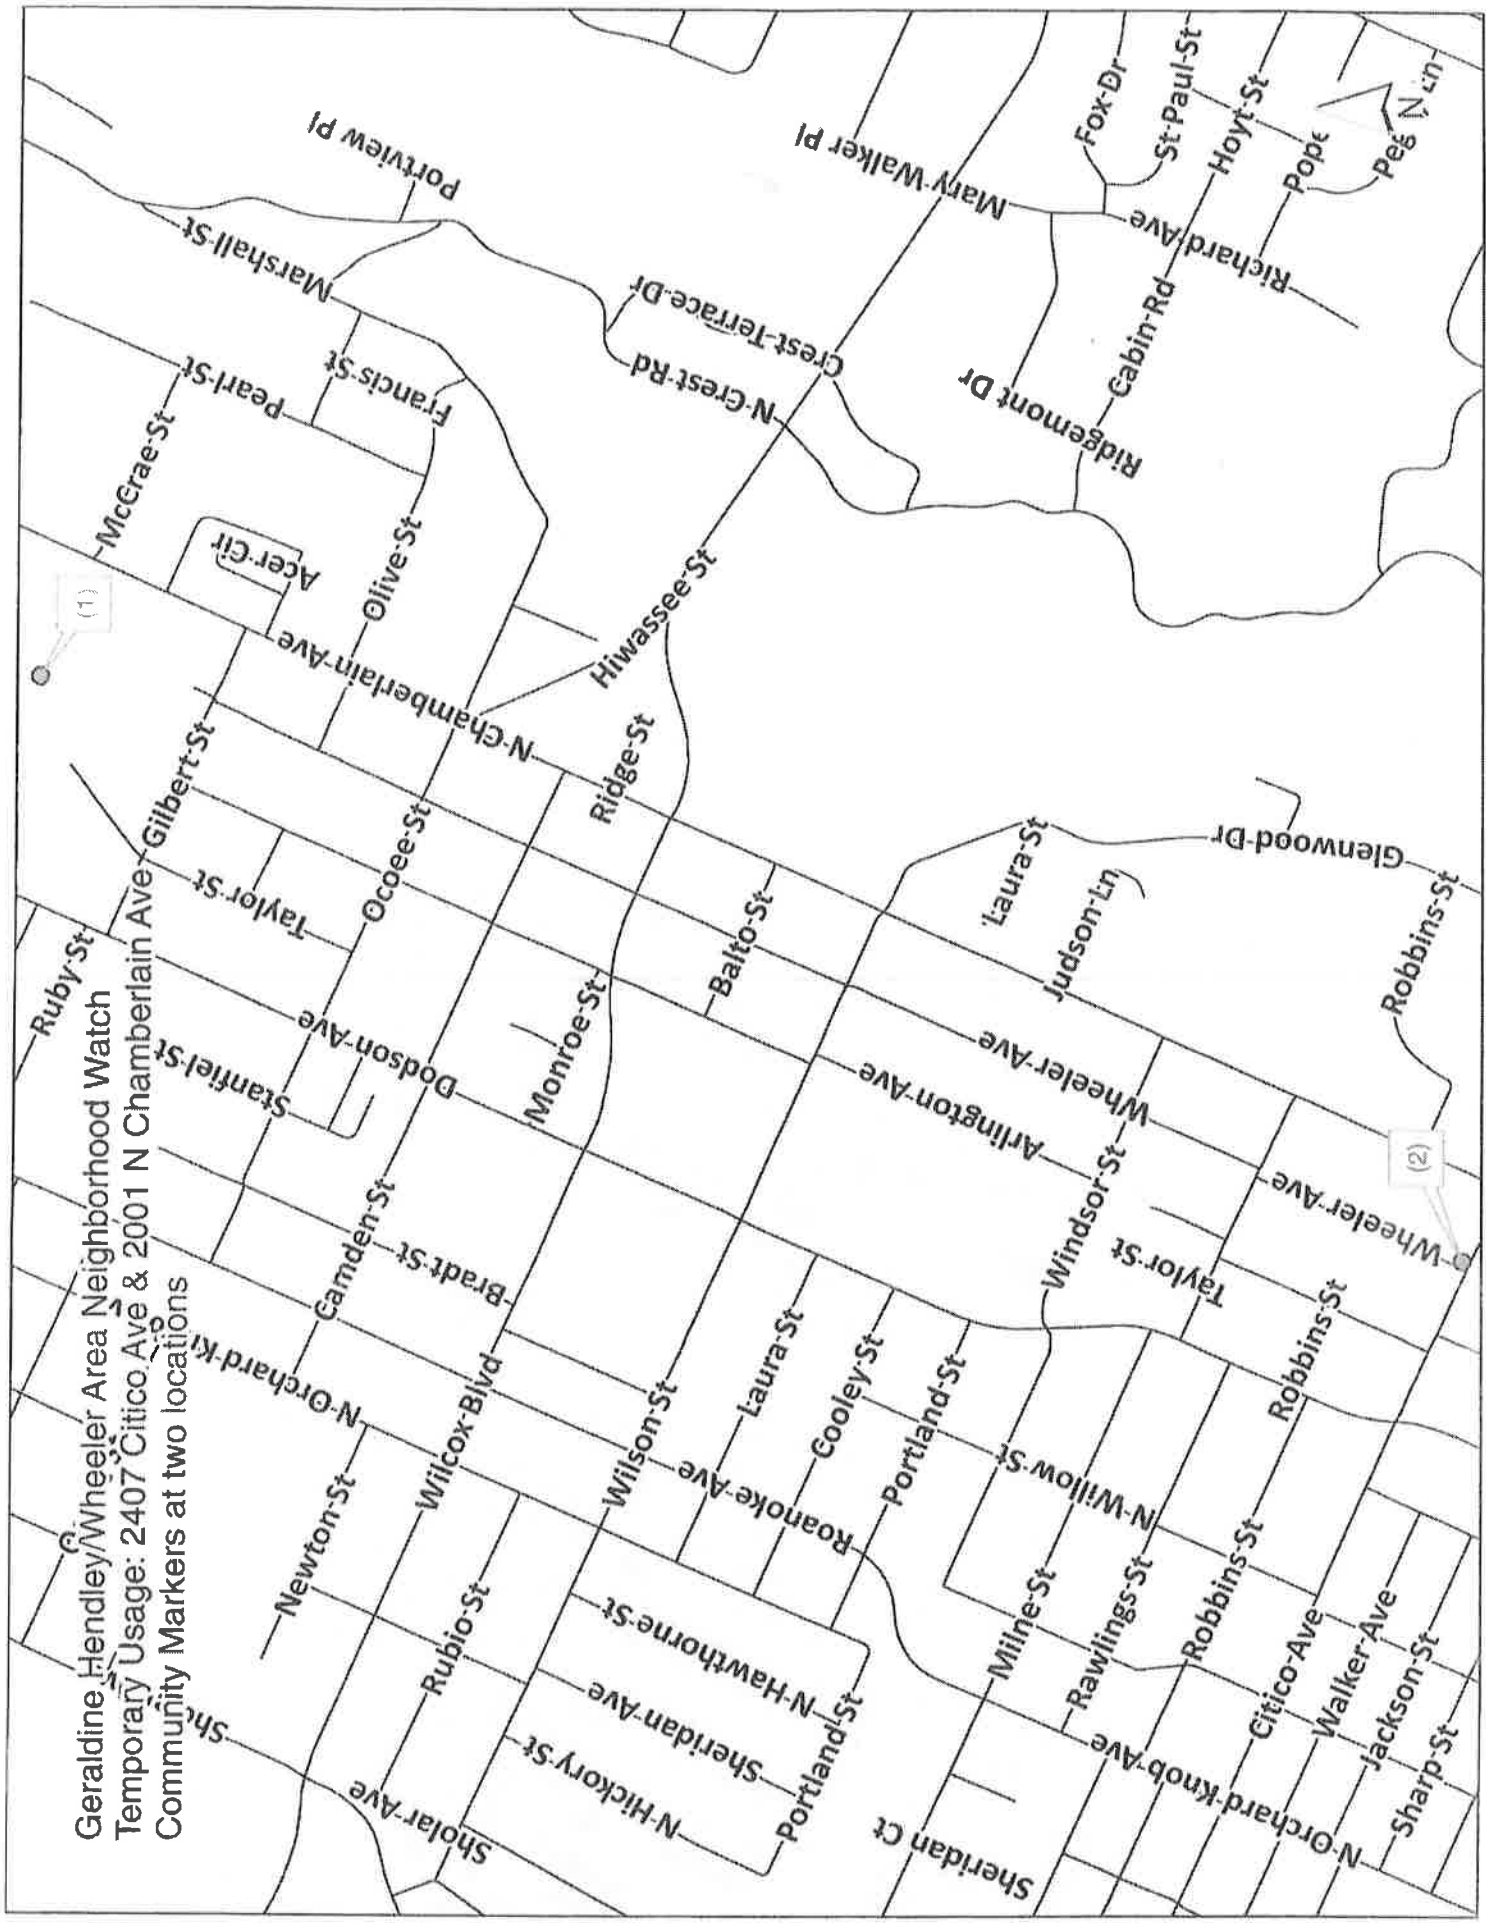 Geraldine Hendley/Wheeler Area Neighborhood Watch
Temporary Usage: 2407 Citico Ave & 2001 N Chamberlain Ave
Community Markers at two locations
(1)
(2)
N
Portview Pl
Marshall St
Pearl St
Francis St
McCrae St
Acer Cir
Olive St
N Chamberlain Ave
Gilbert St
Taylor St
Ocoee St
Ruby St
Stanfiel St
Dodson Ave
Camden St
Bradt St
N Orchard Kn
Newton St
Wilcox Blvd
Rubio St
Sholar Ave
Sho
Mary Walker Pl
Fox Dr
St Paul St
Hoyt St
Pope
Peg
Ln
Richard Ave
Cabin Rd
Ridgemont Dr
Crest Terrace Dr
N Crest Rd
Hiwassee St
Ridge St
Monroe St
Balto St
Laura St
Judson Ln
Glenwood Dr
Robbins St
Wheeler Ave
Arlington Ave
Windsor St
Wheeler Ave
Taylor St
Robbins St
Wilson St
Laura St
Cooley St
Portland St
Roanoke Ave
N Willow St
N Hawthorne St
Sheridan Ave
N Hickory St
Portland St
Sheridan Ct
Milne St
Rawlings St
Robbins St
Citico Ave
Walker Ave
Jackson St
Sharp St
N Orchard Knob Ave